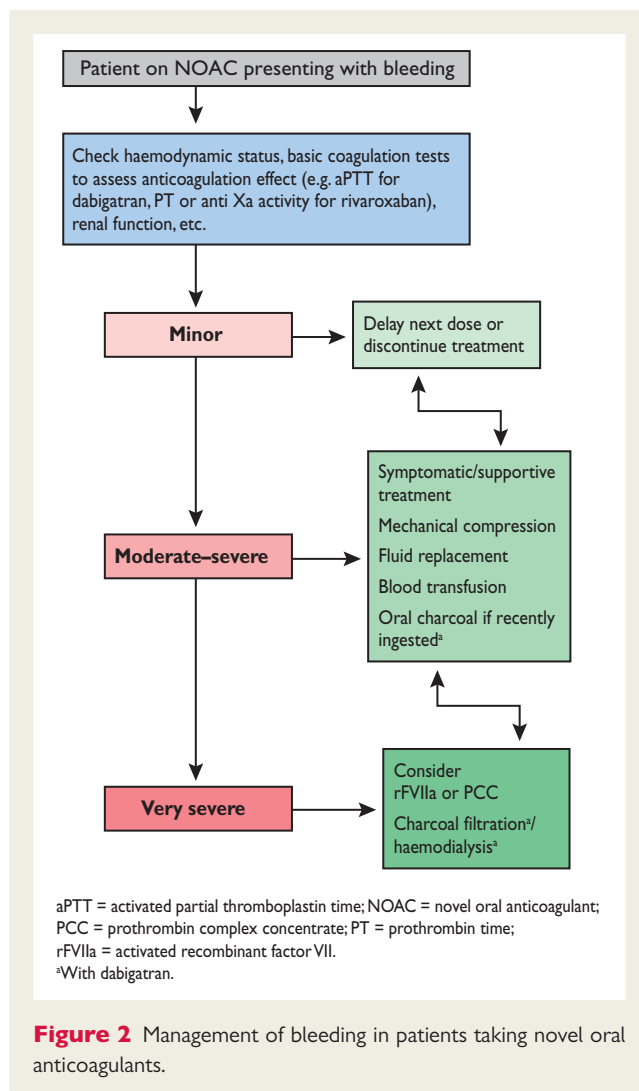 Patient on NOAC presenting with bleeding
Check haemodynamic status, basic coagulation tests
to assess anticoagulation effect (e.g. aPTT for
dabigatran, PT or anti Xa activity for rivaroxaban),
renal function, etc.
Minor
Delay next dose or
discontinue treatment
Moderate–severe
Symptomatic/supportive
treatment
Mechanical compression
Fluid replacement
Blood transfusion
Oral charcoal if recently
ingestedᵃ
Very severe
Consider
rFVIIa or PCC
Charcoal filtrationᵃ/
haemodialysisᵃ
aPTT = activated partial thromboplastin time; NOAC = novel oral anticoagulant;
PCC = prothrombin complex concentrate; PT = prothrombin time;
rFVIIa = activated recombinant factor VII.
ᵃWith dabigatran.
Figure 2 Management of bleeding in patients taking novel oral
anticoagulants.